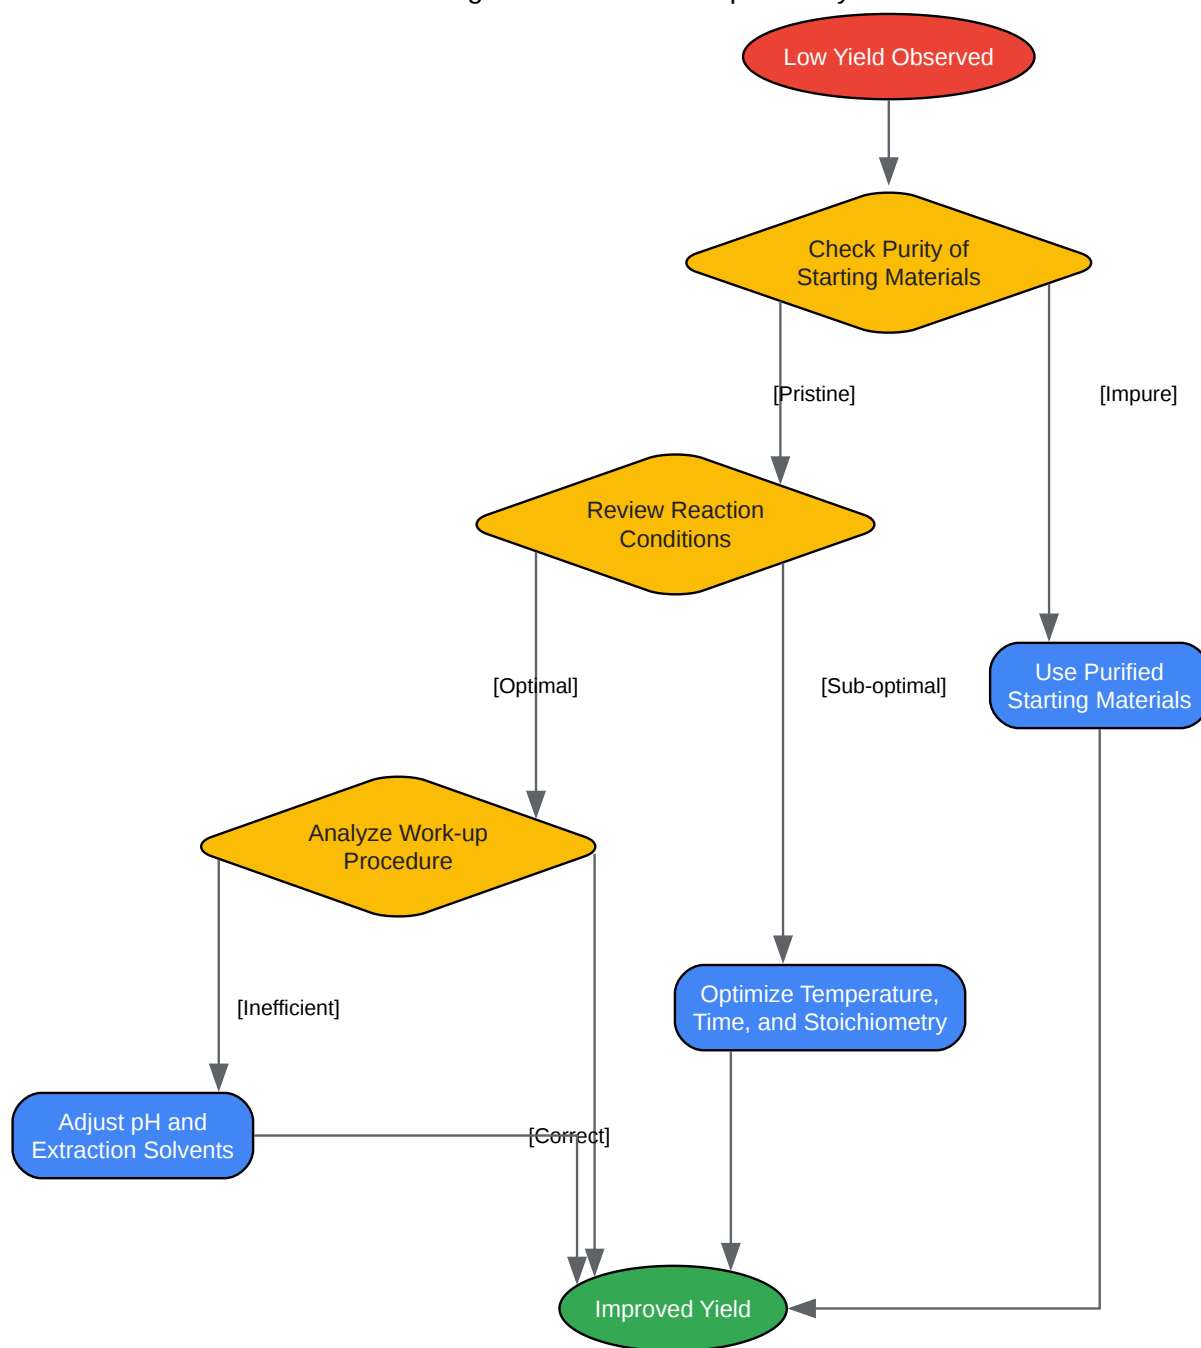 Low Yield Observed
Check Purity of
Starting Materials
[Pristine]
[Impure]
Review Reaction
Conditions
[Optimal]
[Sub-optimal]
Use Purified
Starting Materials
Analyze Work-up
Procedure
[Inefficient]
Optimize Temperature,
Time, and Stoichiometry
Adjust pH and
Extraction Solvents
[Correct]
Improved Yield